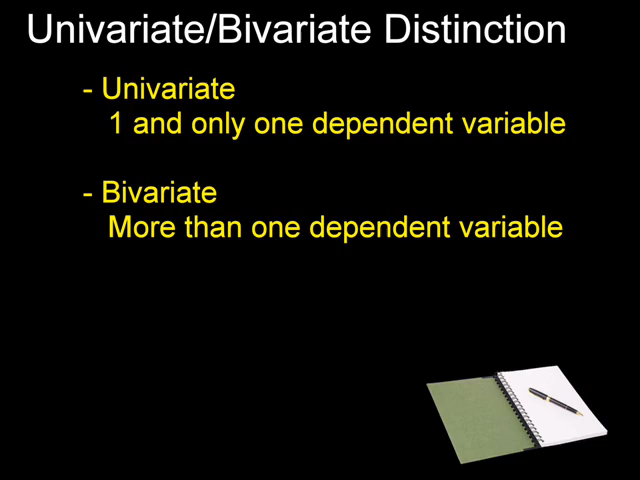 Univariate/Bivariate Distinction
- Univariate
1 and only one dependent variable
- Bivariate
More than one dependent variable